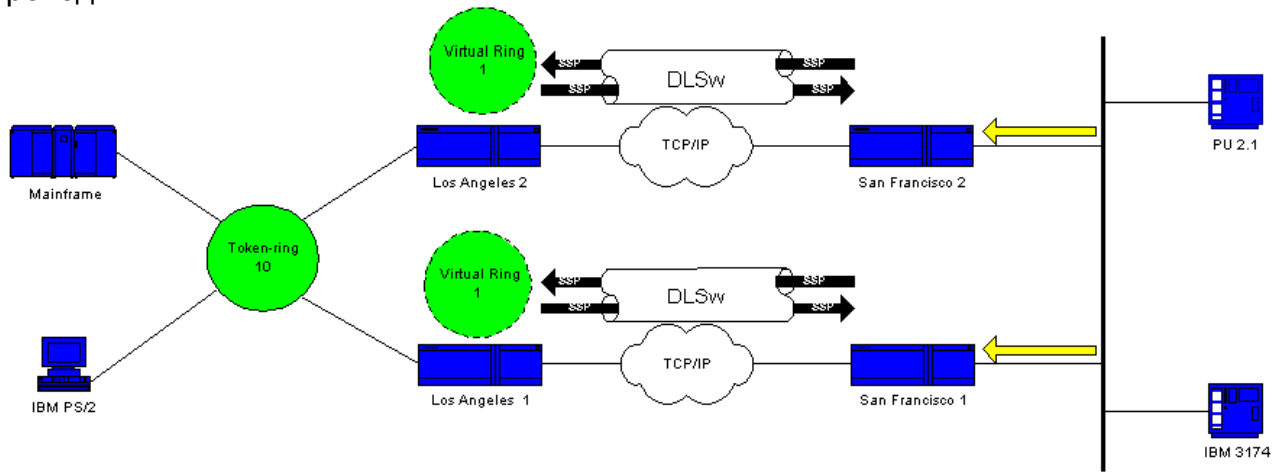 Virtual Ring
1
SSP
SSP
DLSw
SSP
SSP
Mainframe
Los Angeles 2
TCP/IP
San Francisco 2
PU 2.1
Token-ring
10
Virtual Ring
1
SSP
SSP
DLSw
SSP
SSP
IBM PS/2
Los Angeles 1
TCP/IP
San Francisco 1
IBM 3174